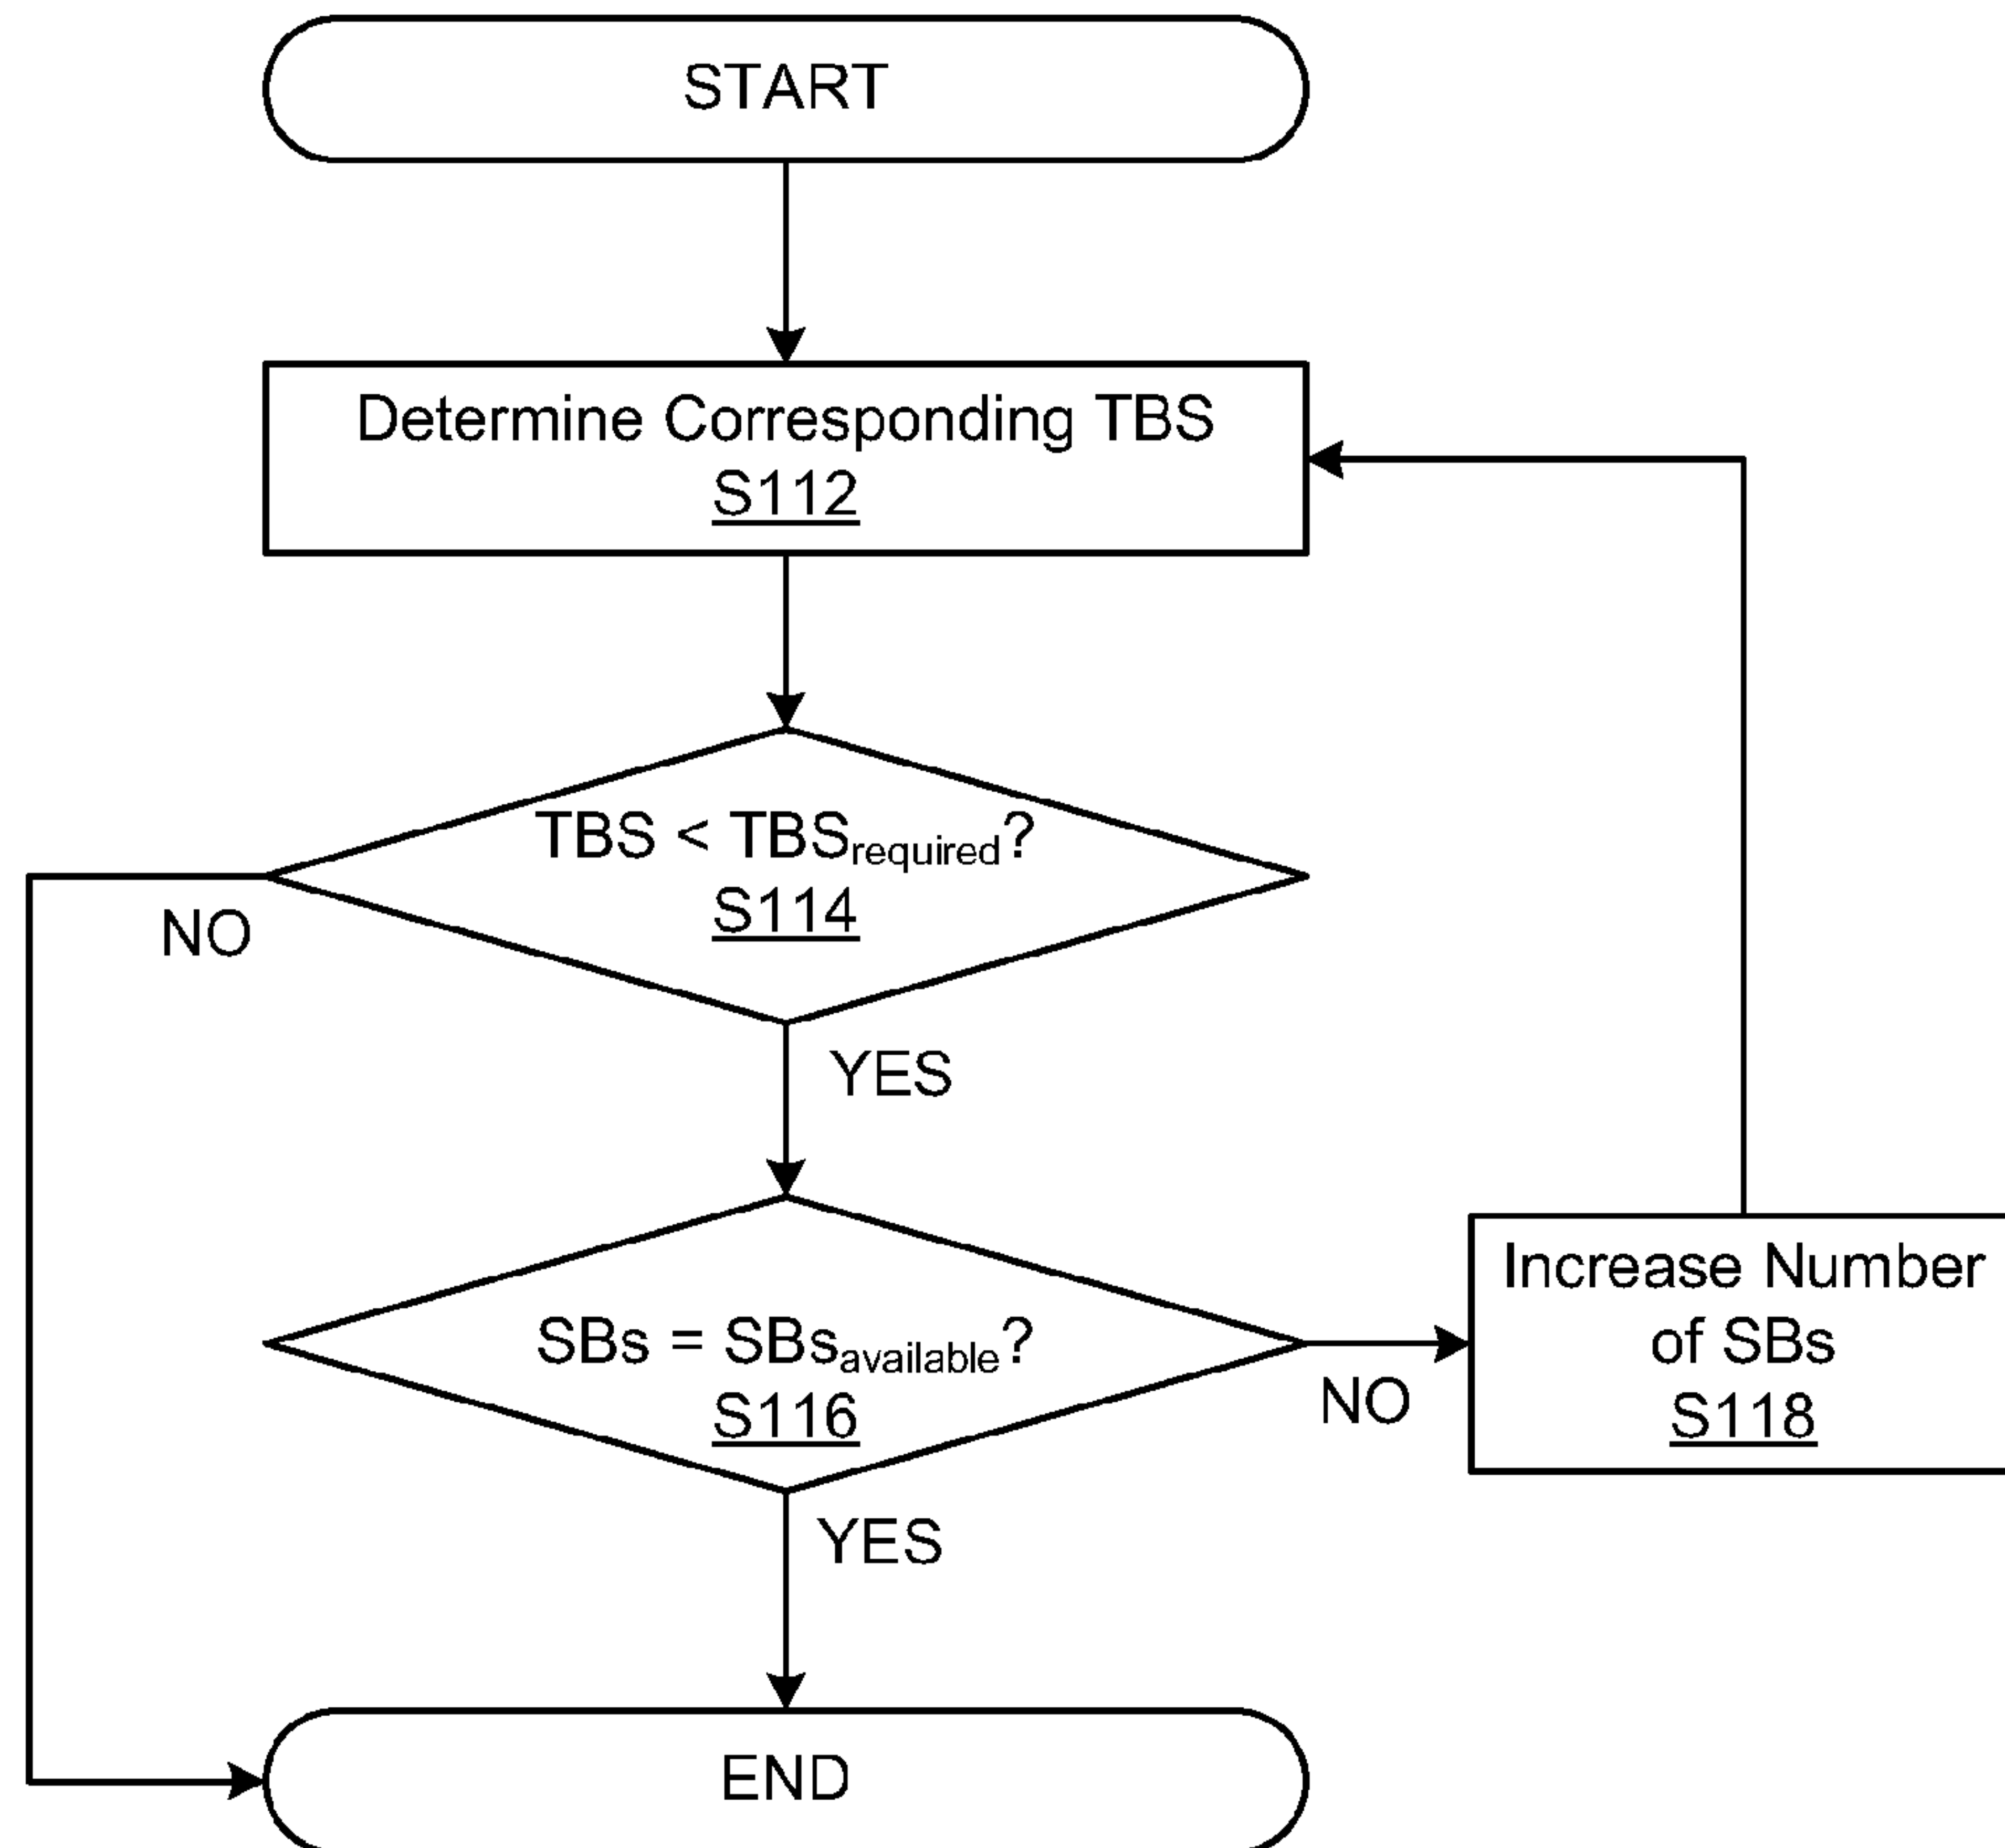 START
Determine Corresponding TBS
S112
TBS < TBSrequired?
S114
NO
YES
SBs = SBsavailable?
S116
NO
Increase Number
of SBs
S118
YES
END